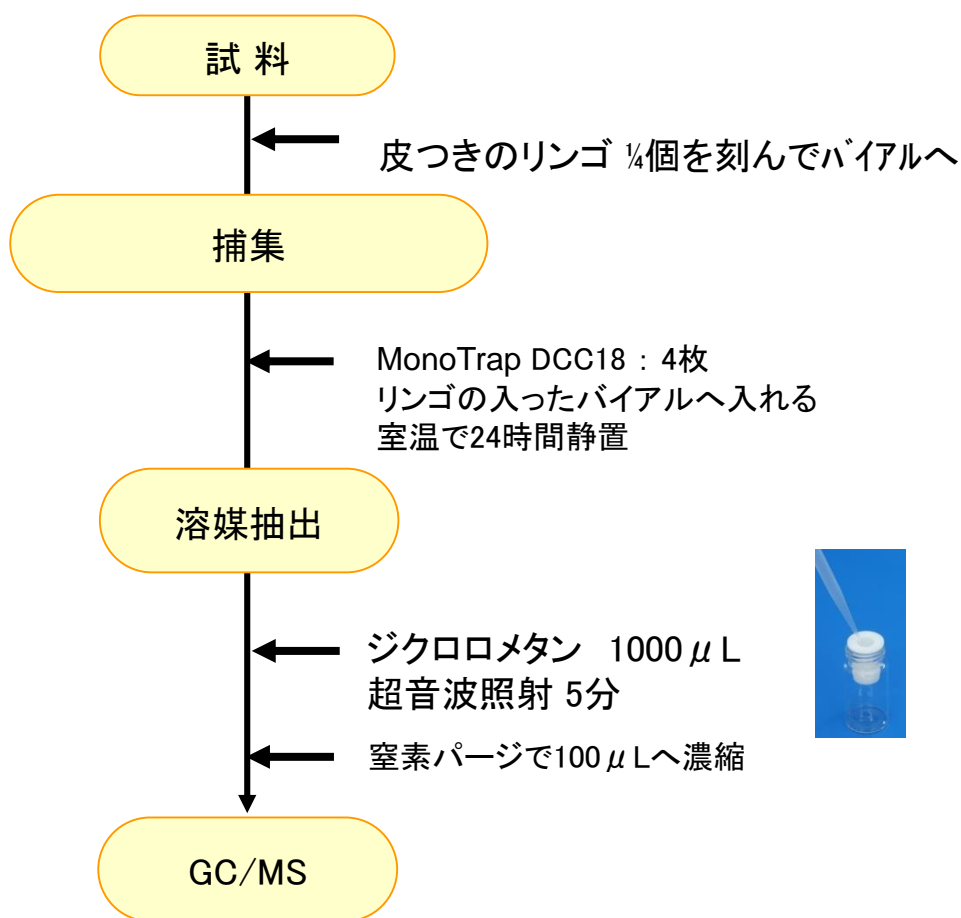 試 料
皮つきのリンゴ ¼個を刻んでﾊﾞｲｱﾙへ
捕集
MonoTrap DCC18 : 4枚
リンゴの入ったバイアルへ入れる
室温で24時間静置
溶媒抽出
ジクロロメタン 1000μL
超音波照射 5分
窒素パージで100μLへ濃縮
GC/MS